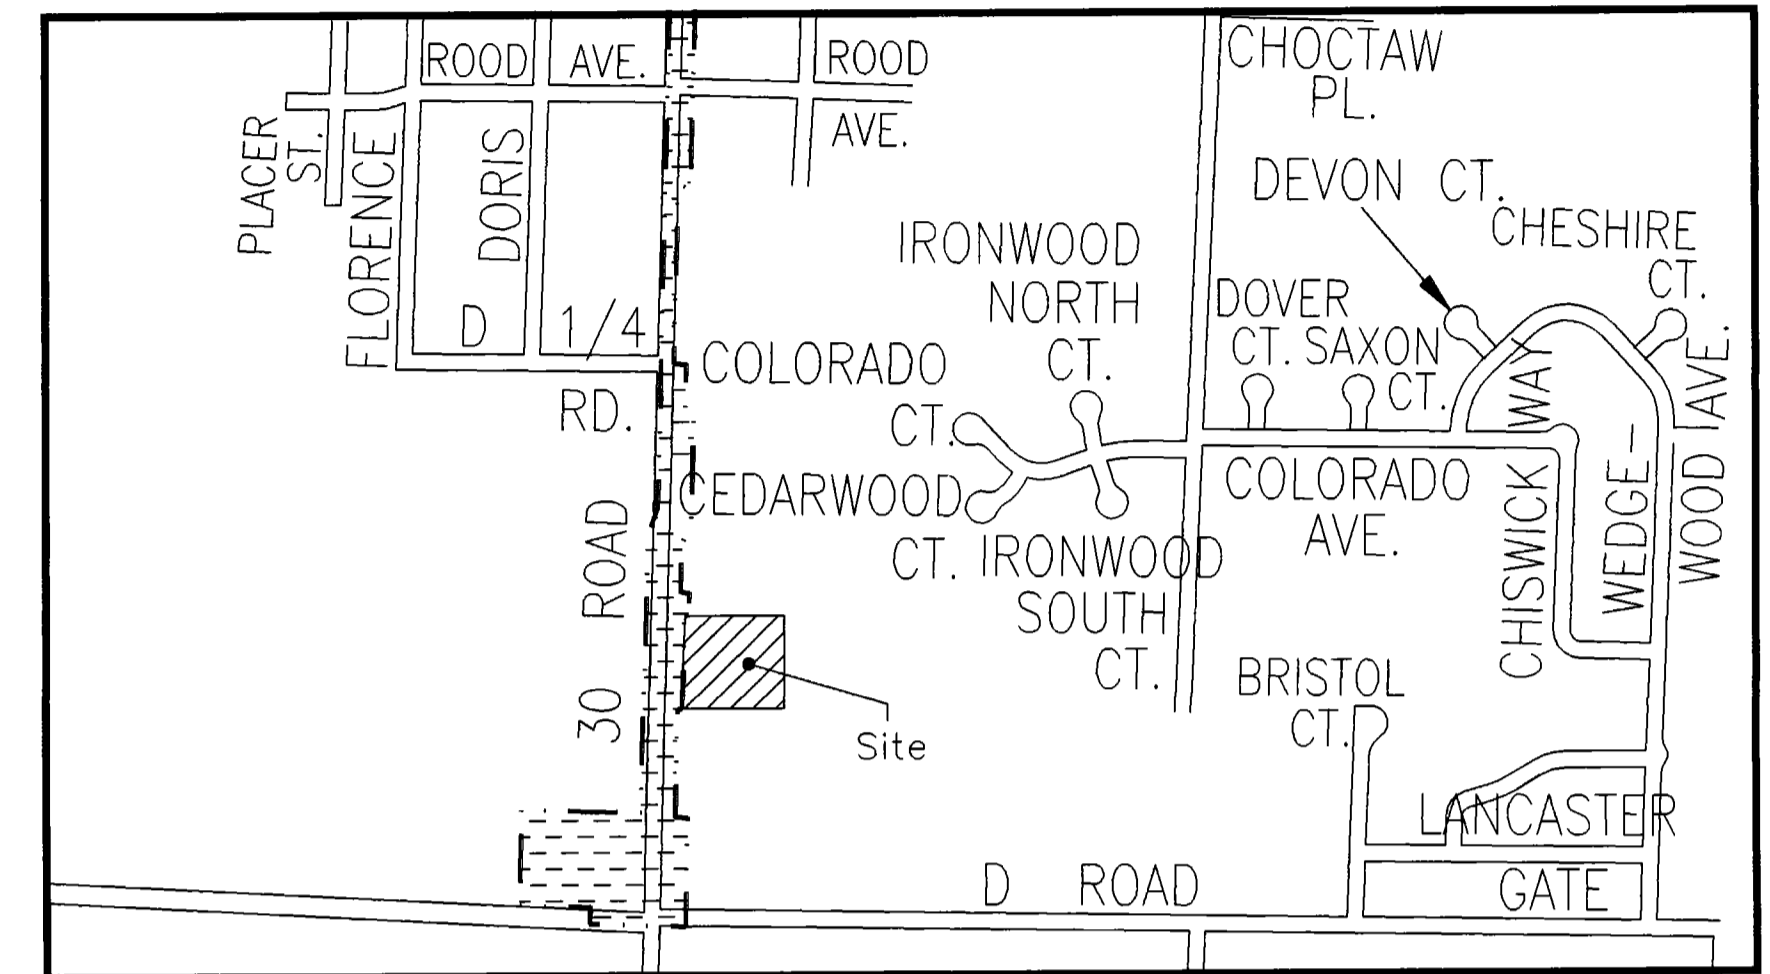 ROOD AVE.
ROOD
AVE.
CHOCTAW
PL.
PLACER
ST.
FLORENCE
DORIS
DEVON CT.
CHESHIRE
CT.
IRONWOOD
NORTH
CT.
DOVER
CT.
SAXON
CT.
D 1/4
RD.
COLORADO
CT.
CEDARWOOD
CT.
IRONWOOD
SOUTH
CT.
COLORADO
AVE.
CHISWICK WAY
WEDGE-
WOOD AVE.
30 ROAD
Site
BRISTOL
CT.
LANCASTER
GATE
D ROAD